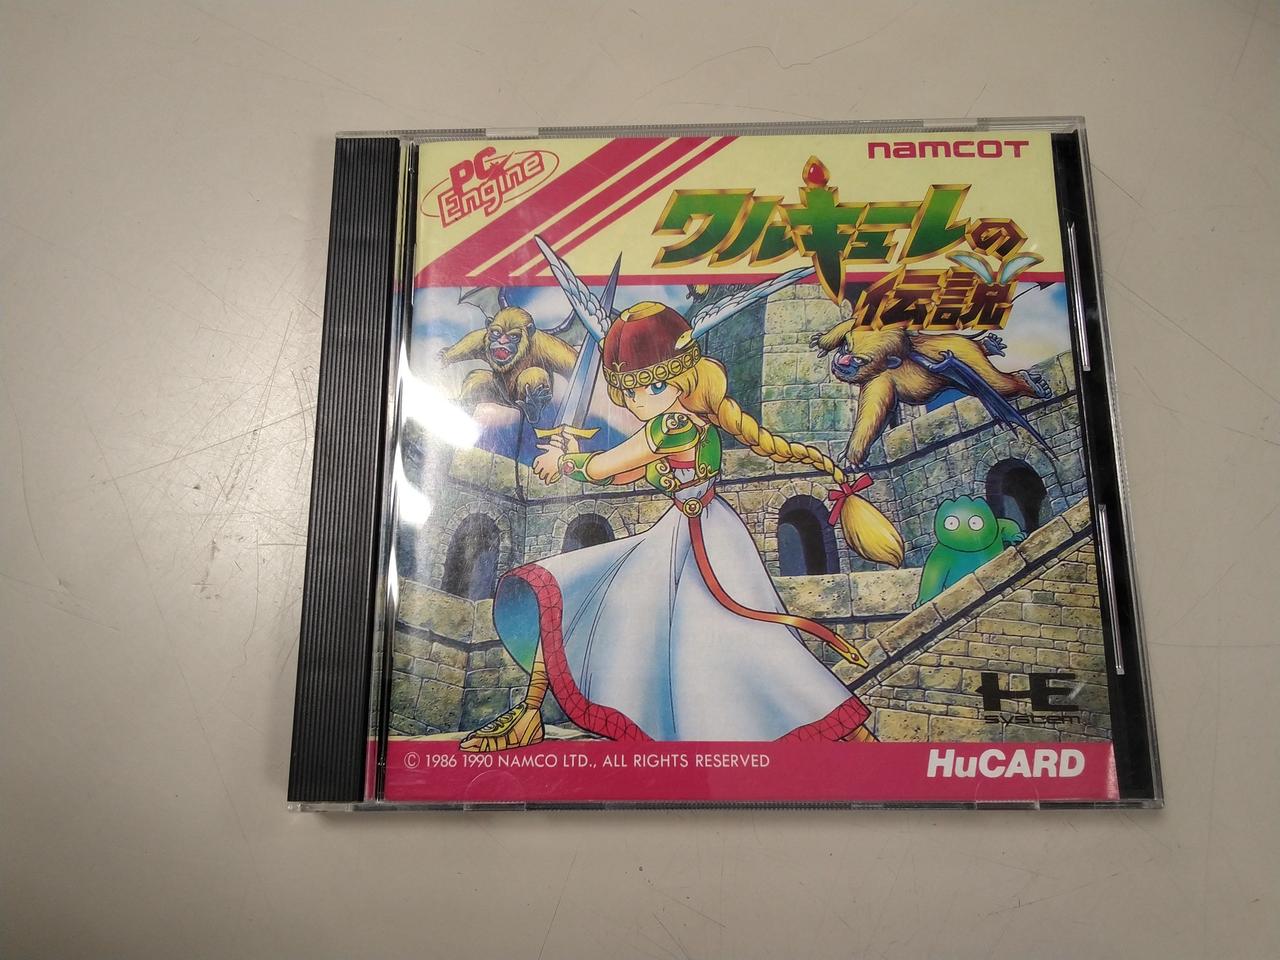 PC Engine
namcot
ワルキューレの
伝説
HE
SYSTEM
© 1986 1990 NAMCO LTD., ALL RIGHTS RESERVED
HuCARD